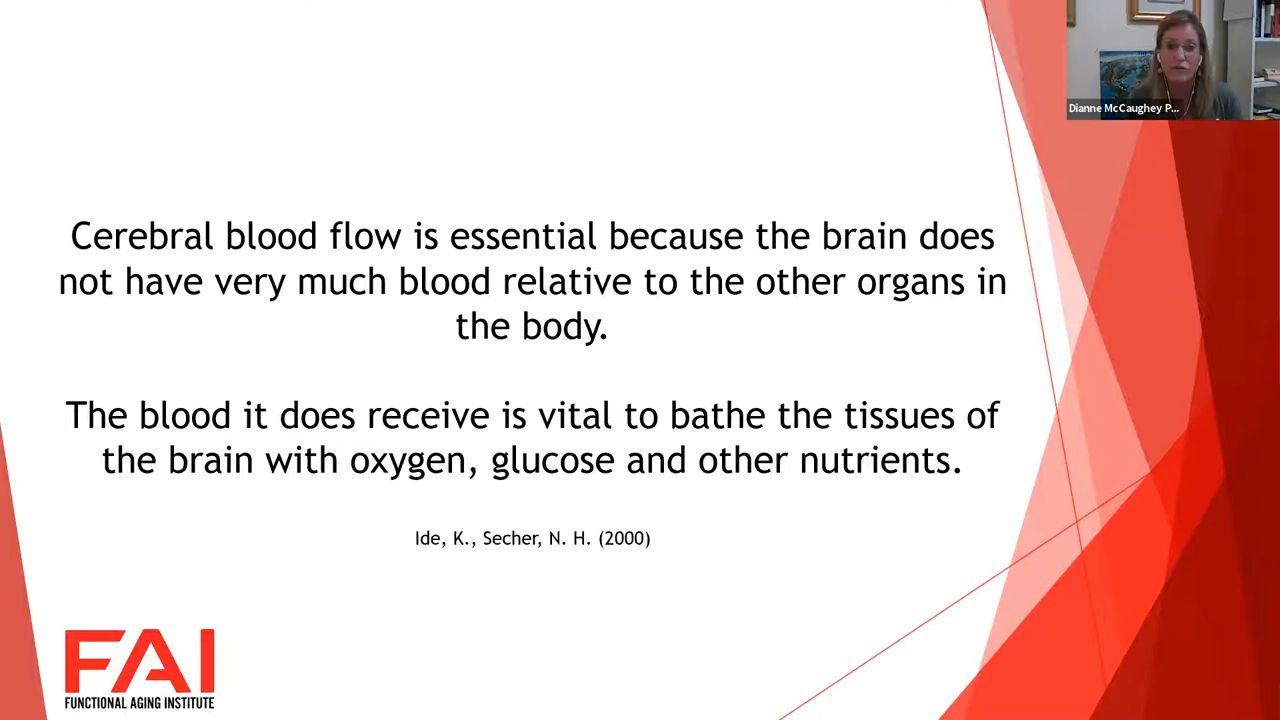 Dianne McCaughey P...
Cerebral blood flow is essential because the brain does
not have very much blood relative to the other organs in
the body.
The blood it does receive is vital to bathe the tissues of
the brain with oxygen, glucose and other nutrients.
Ide, K., Secher, N. H. (2000)
FAI
FUNCTIONAL AGING INSTITUTE